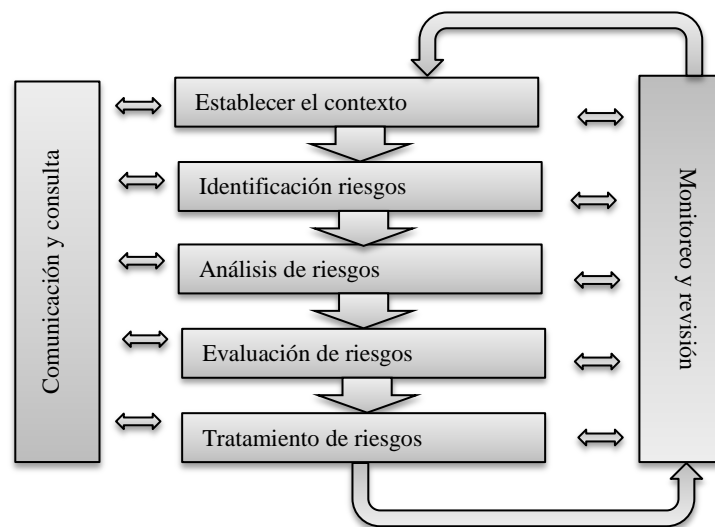 Comunicación y consulta
Establecer el contexto
Identificación riesgos
Análisis de riesgos
Evaluación de riesgos
Tratamiento de riesgos
Monitoreo y revisión